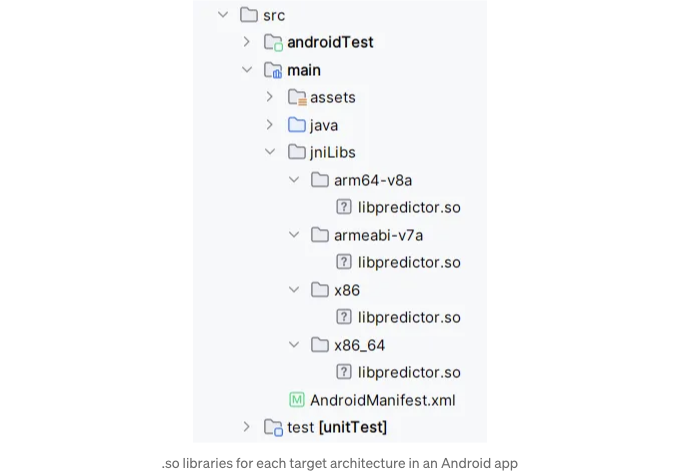 src
androidTest
main
assets
java
jniLibs
arm64-v8a
libpredictor.so
armeabi-v7a
libpredictor.so
x86
libpredictor.so
x86_64
libpredictor.so
AndroidManifest.xml
test [unitTest]
.so libraries for each target architecture in an Android app